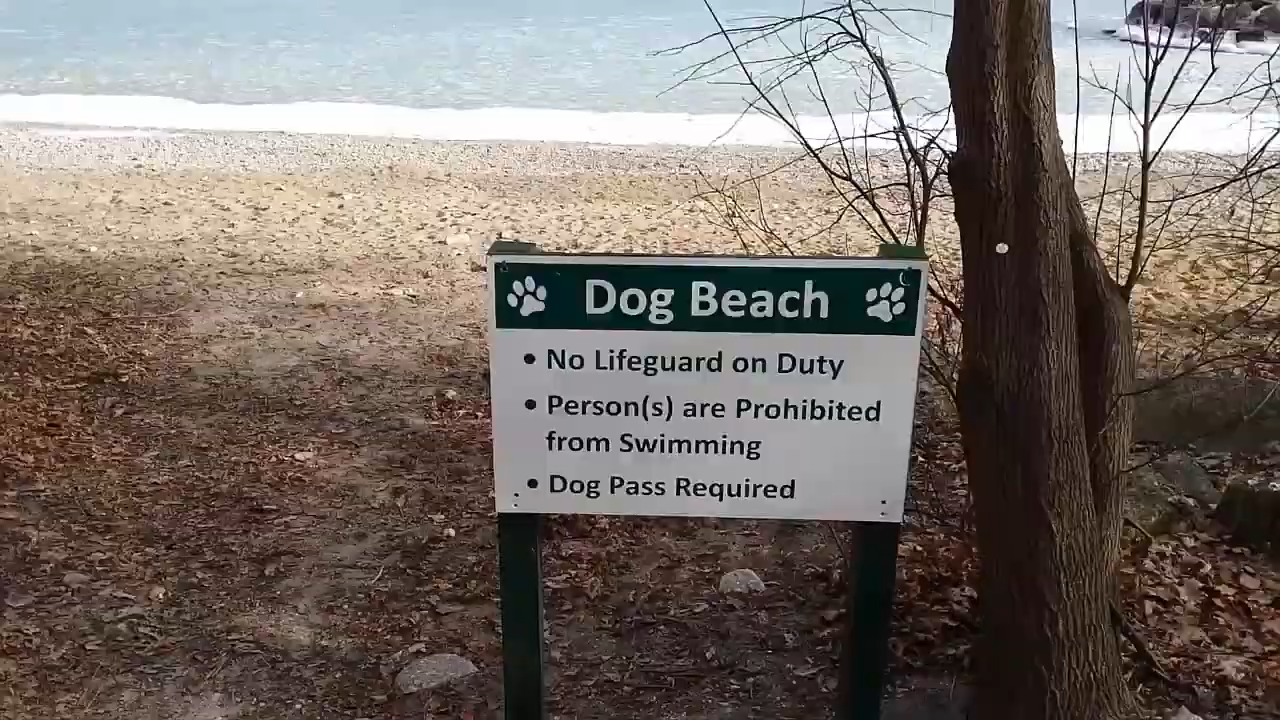 Dog Beach
• No Lifeguard on Duty
• Person(s) are Prohibited
from Swimming
• Dog Pass Required